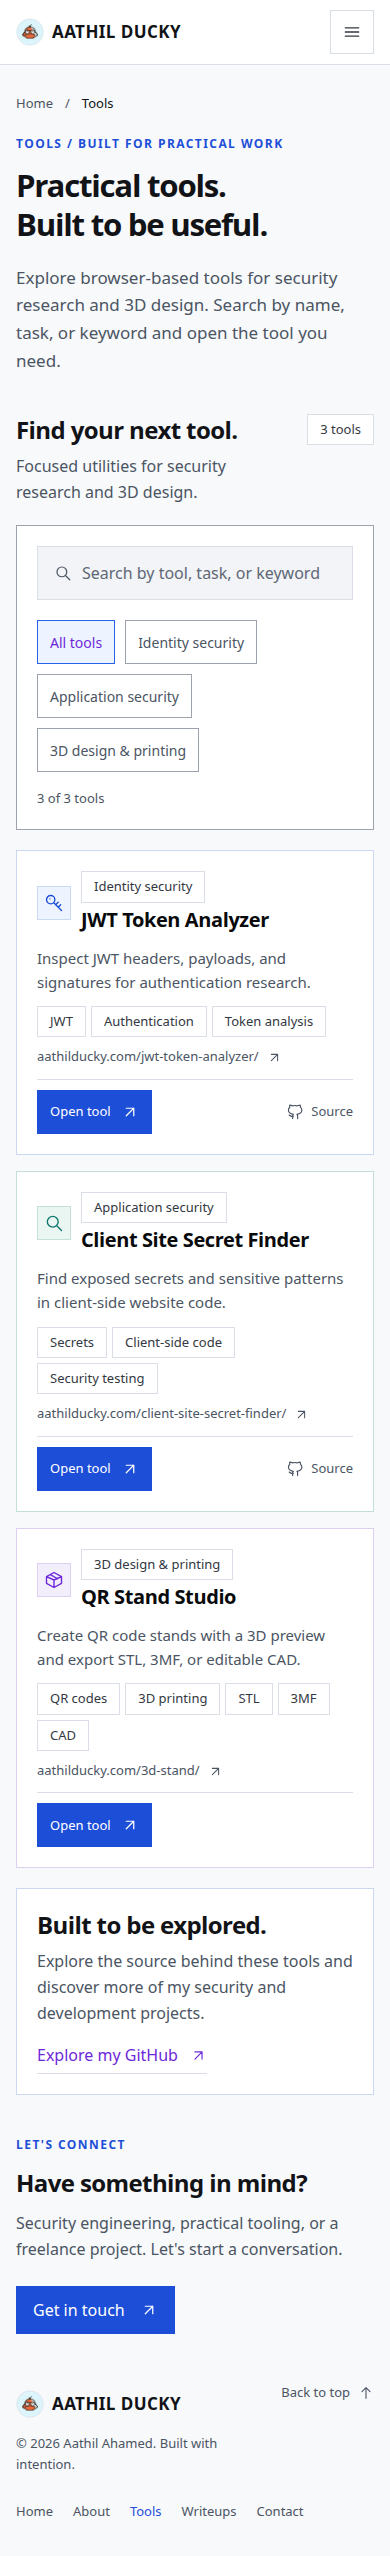 AATHIL DUCKY
Home / Tools
TOOLS / BUILT FOR PRACTICAL WORK
Practical tools.
Built to be useful.
Explore browser-based tools for security
research and 3D design. Search by name,
task, or keyword and open the tool you
need.
Find your next tool.
3 tools
Focused utilities for security
research and 3D design.
Search by tool, task, or keyword
All tools
Identity security
Application security
3D design & printing
3 of 3 tools
Identity security
JWT Token Analyzer
Inspect JWT headers, payloads, and
signatures for authentication research.
JWT
Authentication
Token analysis
aathilducky.com/jwt-token-analyzer/
Open tool
Source
Application security
Client Site Secret Finder
Find exposed secrets and sensitive patterns
in client-side website code.
Secrets
Client-side code
Security testing
aathilducky.com/client-site-secret-finder/
Open tool
Source
3D design & printing
QR Stand Studio
Create QR code stands with a 3D preview
and export STL, 3MF, or editable CAD.
QR codes
3D printing
STL
3MF
CAD
aathilducky.com/3d-stand/
Open tool
Built to be explored.
Explore the source behind these tools and
discover more of my security and
development projects.
Explore my GitHub
LET'S CONNECT
Have something in mind?
Security engineering, practical tooling, or a
freelance project. Let's start a conversation.
Get in touch
AATHIL DUCKY
Back to top
© 2026 Aathil Ahamed. Built with
intention.
Home About Tools Writeups Contact